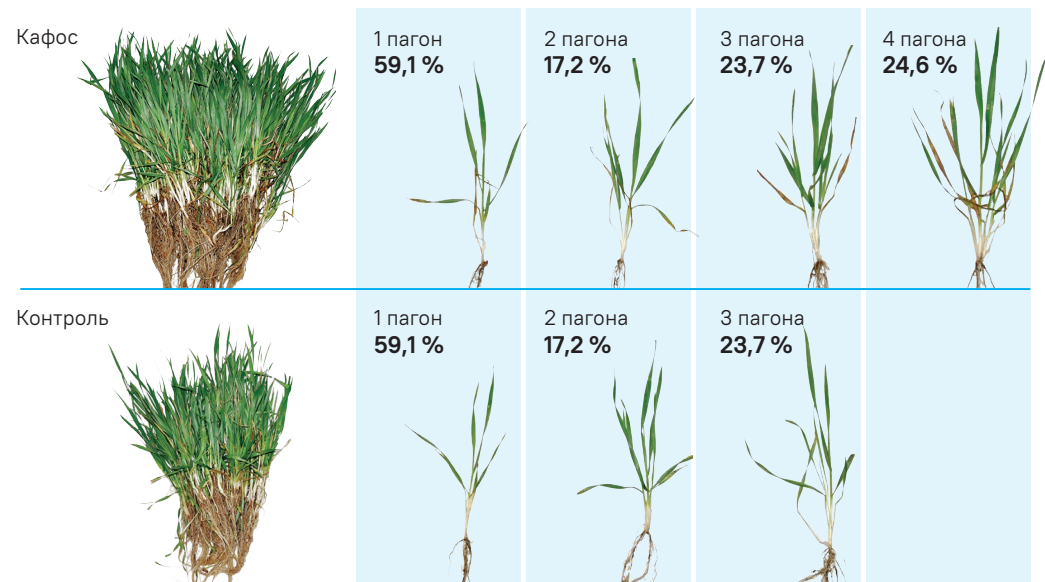 Кафос
1 пагон
59,1 %
2 пагона
17,2 %
3 пагона
23,7 %
4 пагона
24,6 %
Контроль
1 пагон
59,1 %
2 пагона
17,2 %
3 пагона
23,7 %